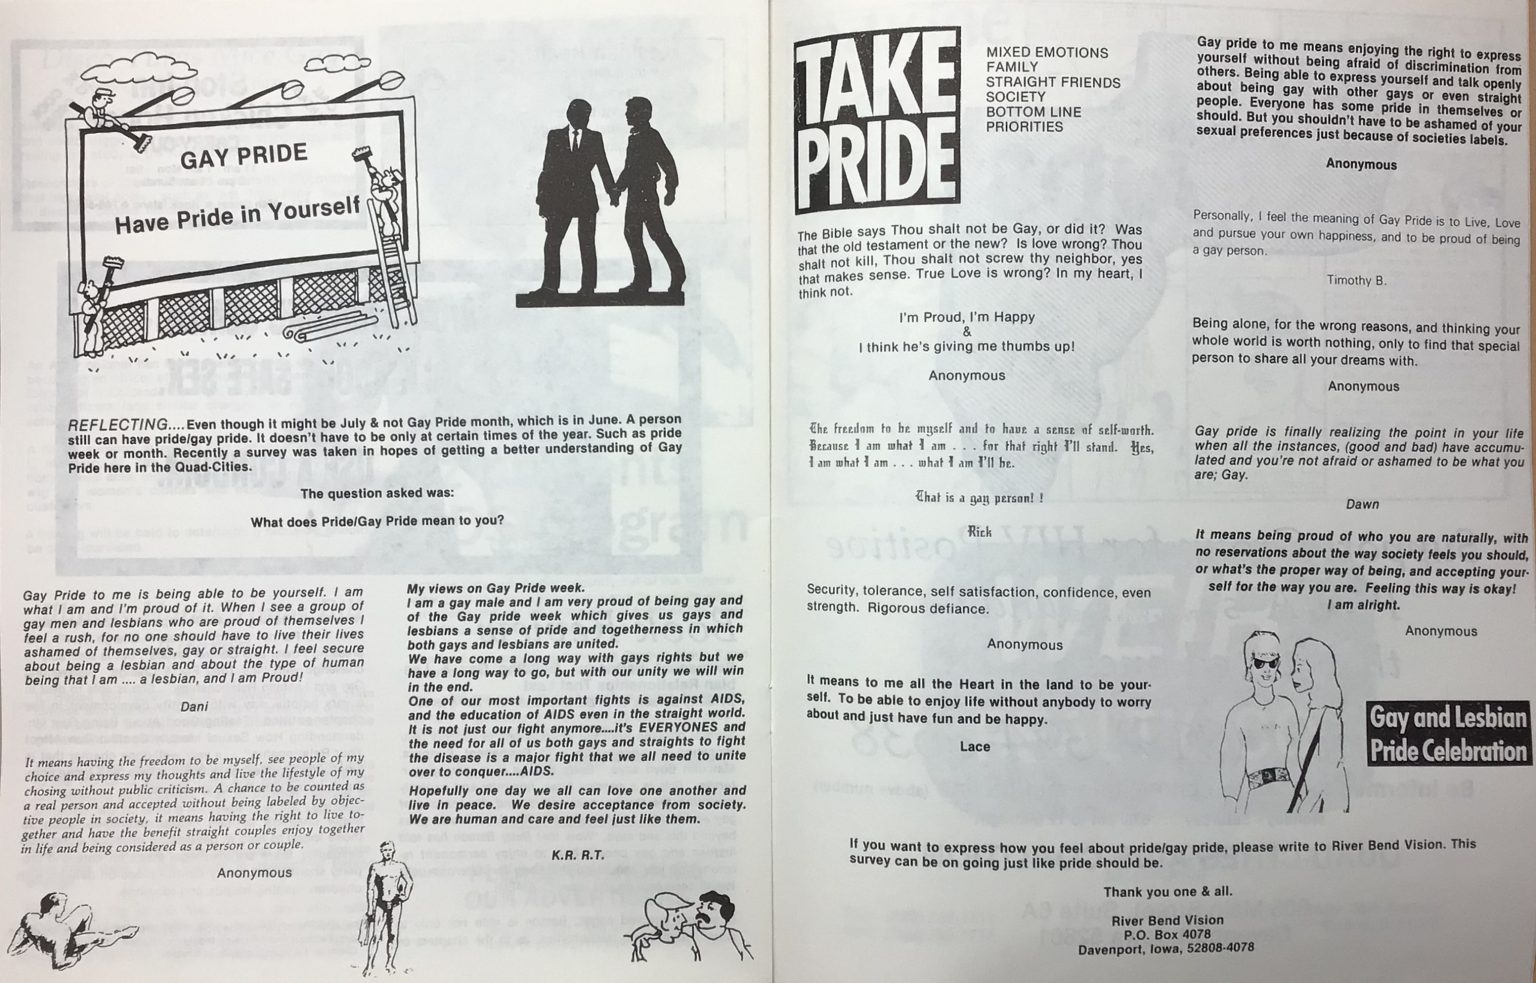 GAY PRIDE
Have Pride in Yourself
REFLECTING....Even though it might be July & not Gay Pride month, which is in June. A person
still can have pride/gay pride. It doesn't have to be only at certain times of the year. Such as pride
week or month. Recently a survey was taken in hopes of getting a better understanding of Gay
Pride here in the Quad-Cities.
The question asked was:
What does Pride/Gay Pride mean to you?
Gay Pride to me is being able to be yourself. I am
what I am and I'm proud of it. When I see a group of
gay men and lesbians who are proud of themselves I
feel a rush, for no one should have to live their lives
ashamed of themselves, gay or straight. I feel secure
about being a lesbian and about the type of human
being that I am .... a lesbian, and I am Proud!
Dani
It means having the freedom to be myself, see people of my
choice and express my thoughts and live the lifestyle of my
chosing without public criticism. A chance to be counted as
a real person and accepted without being labeled by objec-
tive people in society, it means having the right to live to-
gether and have the benefit straight couples enjoy together
in life and being considered as a person or couple.
Anonymous
My views on Gay Pride week.
I am a gay male and I am very proud of being gay and
of the Gay pride week which gives us gays and
lesbians a sense of pride and togetherness in which
both gays and lesbians are united.
We have come a long way with gays rights but we
have a long way to go, but with our unity we will win
in the end.
One of our most important fights is against AIDS,
and the education of AIDS even in the straight world.
It is not just our fight anymore....it's EVERYONES and
the need for all of us both gays and straights to fight
the disease is a major fight that we all need to unite
over to conquer....AIDS.
Hopefully one day we all can love one another and
live in peace. We desire acceptance from society.
We are human and care and feel just like them.
K.R. R.T.
TAKE
PRIDE
MIXED EMOTIONS
FAMILY
STRAIGHT FRIENDS
SOCIETY
BOTTOM LINE
PRIORITIES
The Bible says Thou shalt not be Gay, or did it? Was
that the old testament or the new? Is love wrong? Thou
shalt not kill, Thou shalt not screw thy neighbor, yes
that makes sense. True Love is wrong? In my heart, I
think not.
I'm Proud, I'm Happy
&
I think he's giving me thumbs up!
Anonymous
The freedom to be myself and to have a sense of self-worth.
Because I am what I am . . . for that right I'll stand. Yes,
I am what I am . . . what I am I'll be.
That is a gay person! !
Rick
Security, tolerance, self satisfaction, confidence, even
strength. Rigorous defiance.
Anonymous
It means to me all the Heart in the land to be your-
self. To be able to enjoy life without anybody to worry
about and just have fun and be happy.
Lace
Gay pride to me means enjoying the right to express
yourself without being afraid of discrimination from
others. Being able to express yourself and talk openly
about being gay with other gays or even straight
people. Everyone has some pride in themselves or
should. But you shouldn't have to be ashamed of your
sexual preferences just because of societies labels.
Anonymous
Personally, I feel the meaning of Gay Pride is to Live, Love
and pursue your own happiness, and to be proud of being
a gay person.
Timothy B.
Being alone, for the wrong reasons, and thinking your
whole world is worth nothing, only to find that special
person to share all your dreams with.
Anonymous
Gay pride is finally realizing the point in your life
when all the instances, (good and bad) have accumu-
lated and you're not afraid or ashamed to be what you
are; Gay.
Dawn
It means being proud of who you are naturally, with
no reservations about the way society feels you should,
or what's the proper way of being, and accepting your-
self for the way you are. Feeling this way is okay!
I am alright.
Anonymous
Gay and Lesbian
Pride Celebration
If you want to express how you feel about pride/gay pride, please write to River Bend Vision. This
survey can be on going just like pride should be.
Thank you one & all.
River Bend Vision
P.O. Box 4078
Davenport, Iowa, 52808-4078